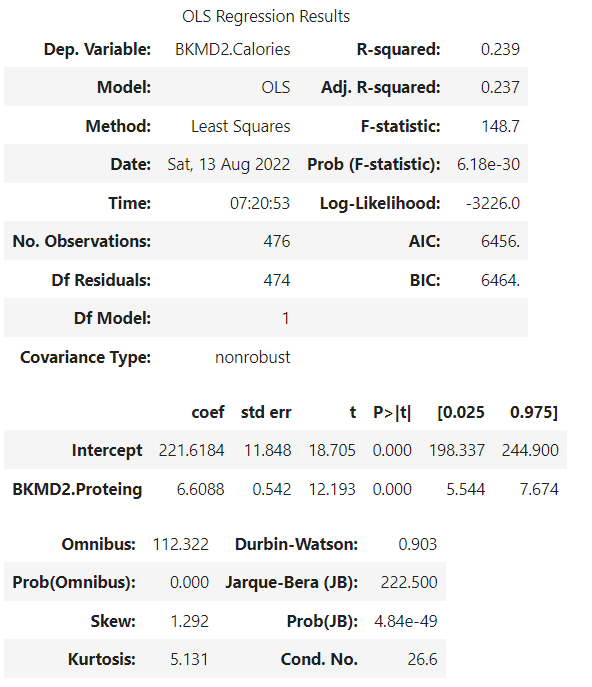 OLS Regression Results
Dep. Variable: BKMD2.Calories R-squared: 0.239
Model: OLS Adj. R-squared: 0.237
Method: Least Squares F-statistic: 148.7
Date: Sat, 13 Aug 2022 Prob (F-statistic): 6.18e-30
Time: 07:20:53 Log-Likelihood: -3226.0
No. Observations: 476 AIC: 6456.
Df Residuals: 474 BIC: 6464.
Df Model: 1
Covariance Type: nonrobust
coef std err t P>|t| [0.025 0.975]
Intercept 221.6184 11.848 18.705 0.000 198.337 244.900
BKMD2.Proteing 6.6088 0.542 12.193 0.000 5.544 7.674
Omnibus: 112.322 Durbin-Watson: 0.903
Prob(Omnibus): 0.000 Jarque-Bera (JB): 222.500
Skew: 1.292 Prob(JB): 4.84e-49
Kurtosis: 5.131 Cond. No. 26.6